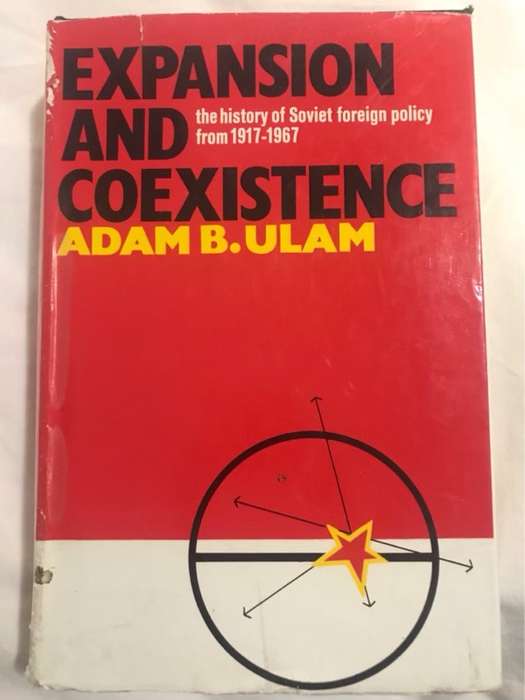 EXPANSION
AND
the history of Soviet foreign policy
from 1917-1967
COEXISTENCE
ADAM B. ULAM